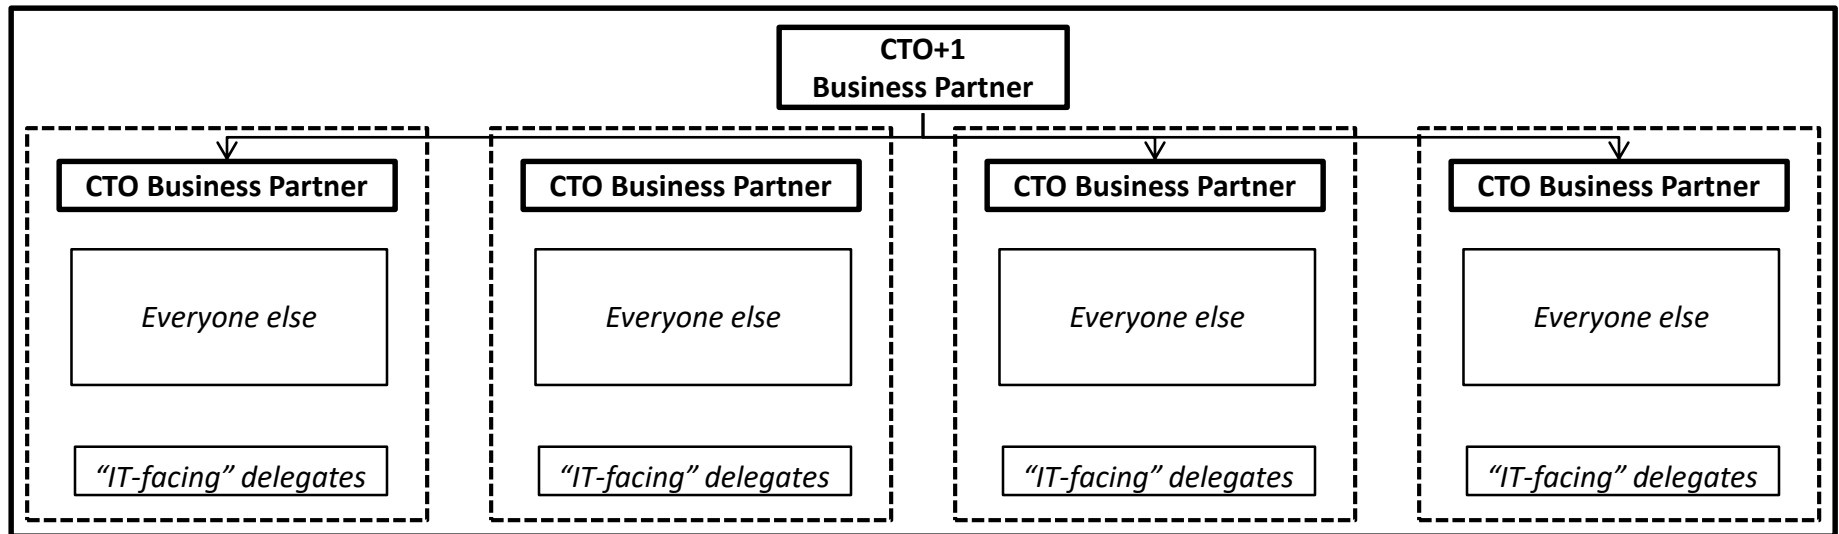 CTO+1
Business Partner
CTO Business Partner
CTO Business Partner
CTO Business Partner
CTO Business Partner
Everyone else
Everyone else
Everyone else
Everyone else
“IT-facing” delegates
“IT-facing” delegates
“IT-facing” delegates
“IT-facing” delegates